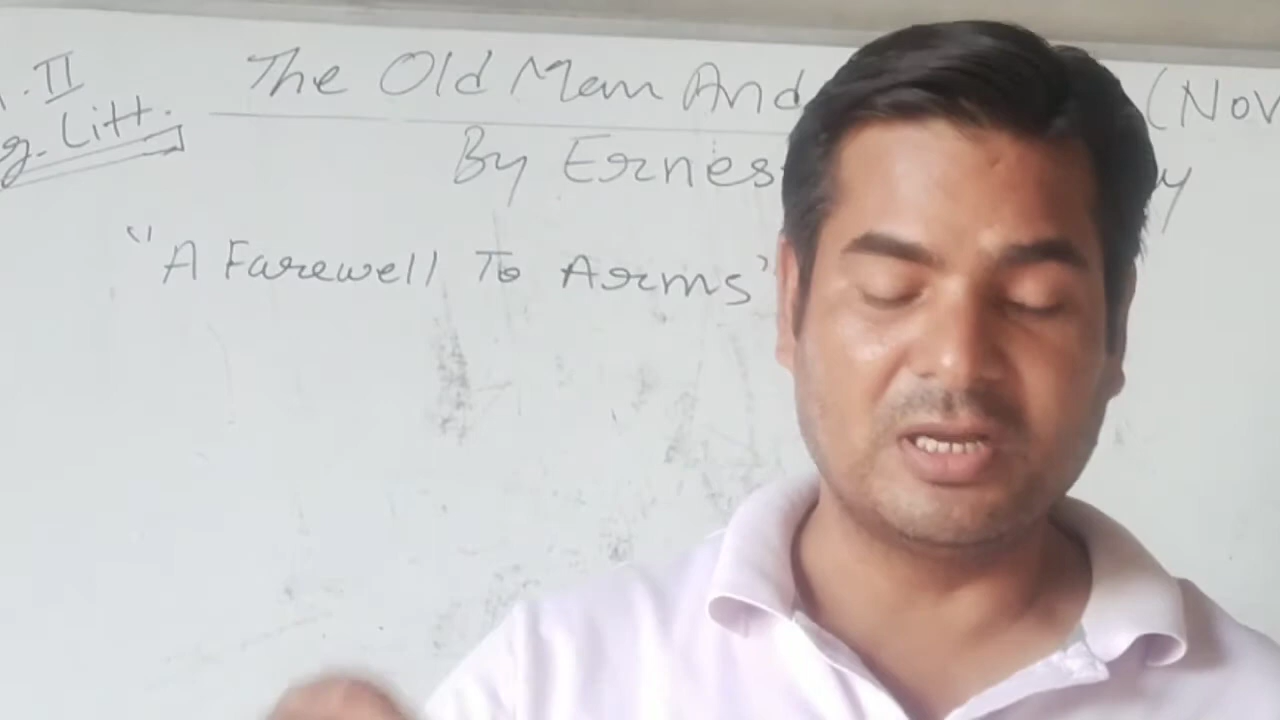 . II
g. Litt.
The Old Man And (Nov
By Ernes y
"A Farewell To Arms"